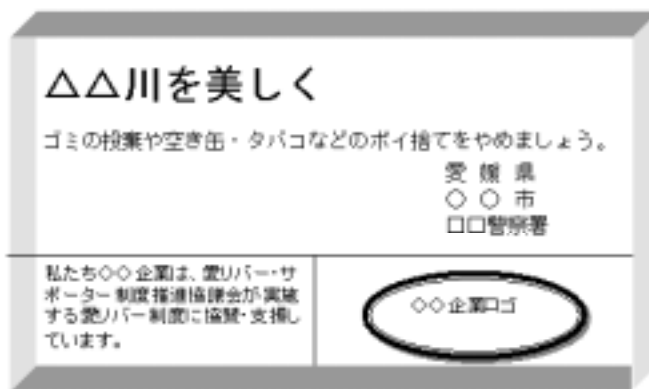 △△川を美しく
ゴミの投棄や空き缶・タバコなどのポイ捨てをやめましょう。
愛媛県
◇○市
□□警察署
私たち◇◇企業は、愛リバー・サ
ポーター制度推進協議会が実施
する愛リバー制度に協賛・支援し
ています。
◇◇企業ロゴ